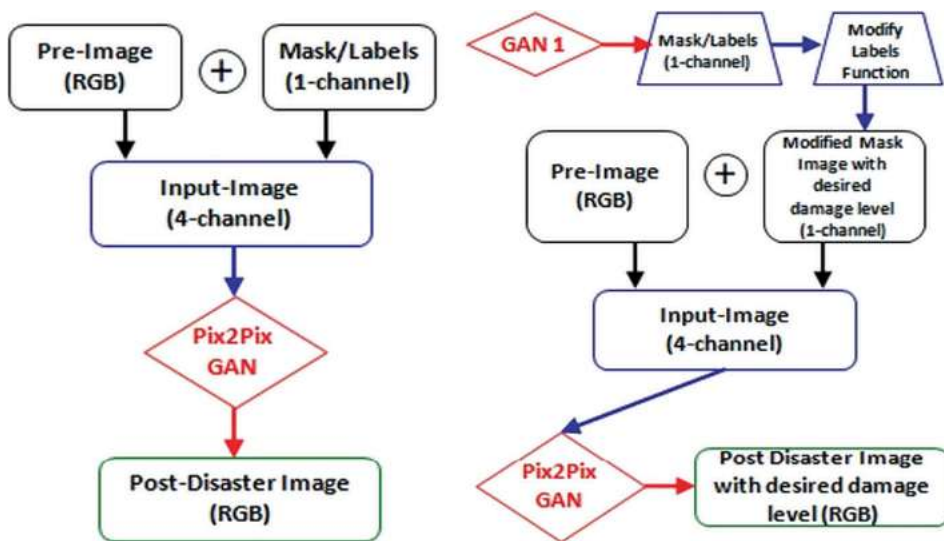 Pre-Image
(RGB)
+
Mask/Labels
(1-channel)
Input-Image
(4-channel)
Pix2Pix
GAN
Post-Disaster Image
(RGB)
GAN 1
Mask/Labels
(1-channel)
Modify
Labels
Function
Pre-Image
(RGB)
+
Modified Mask
Image with
desired
damage level
(1-channel)
Input-Image
(4-channel)
Pix2Pix
GAN
Post Disaster Image
with desired damage
level (RGB)